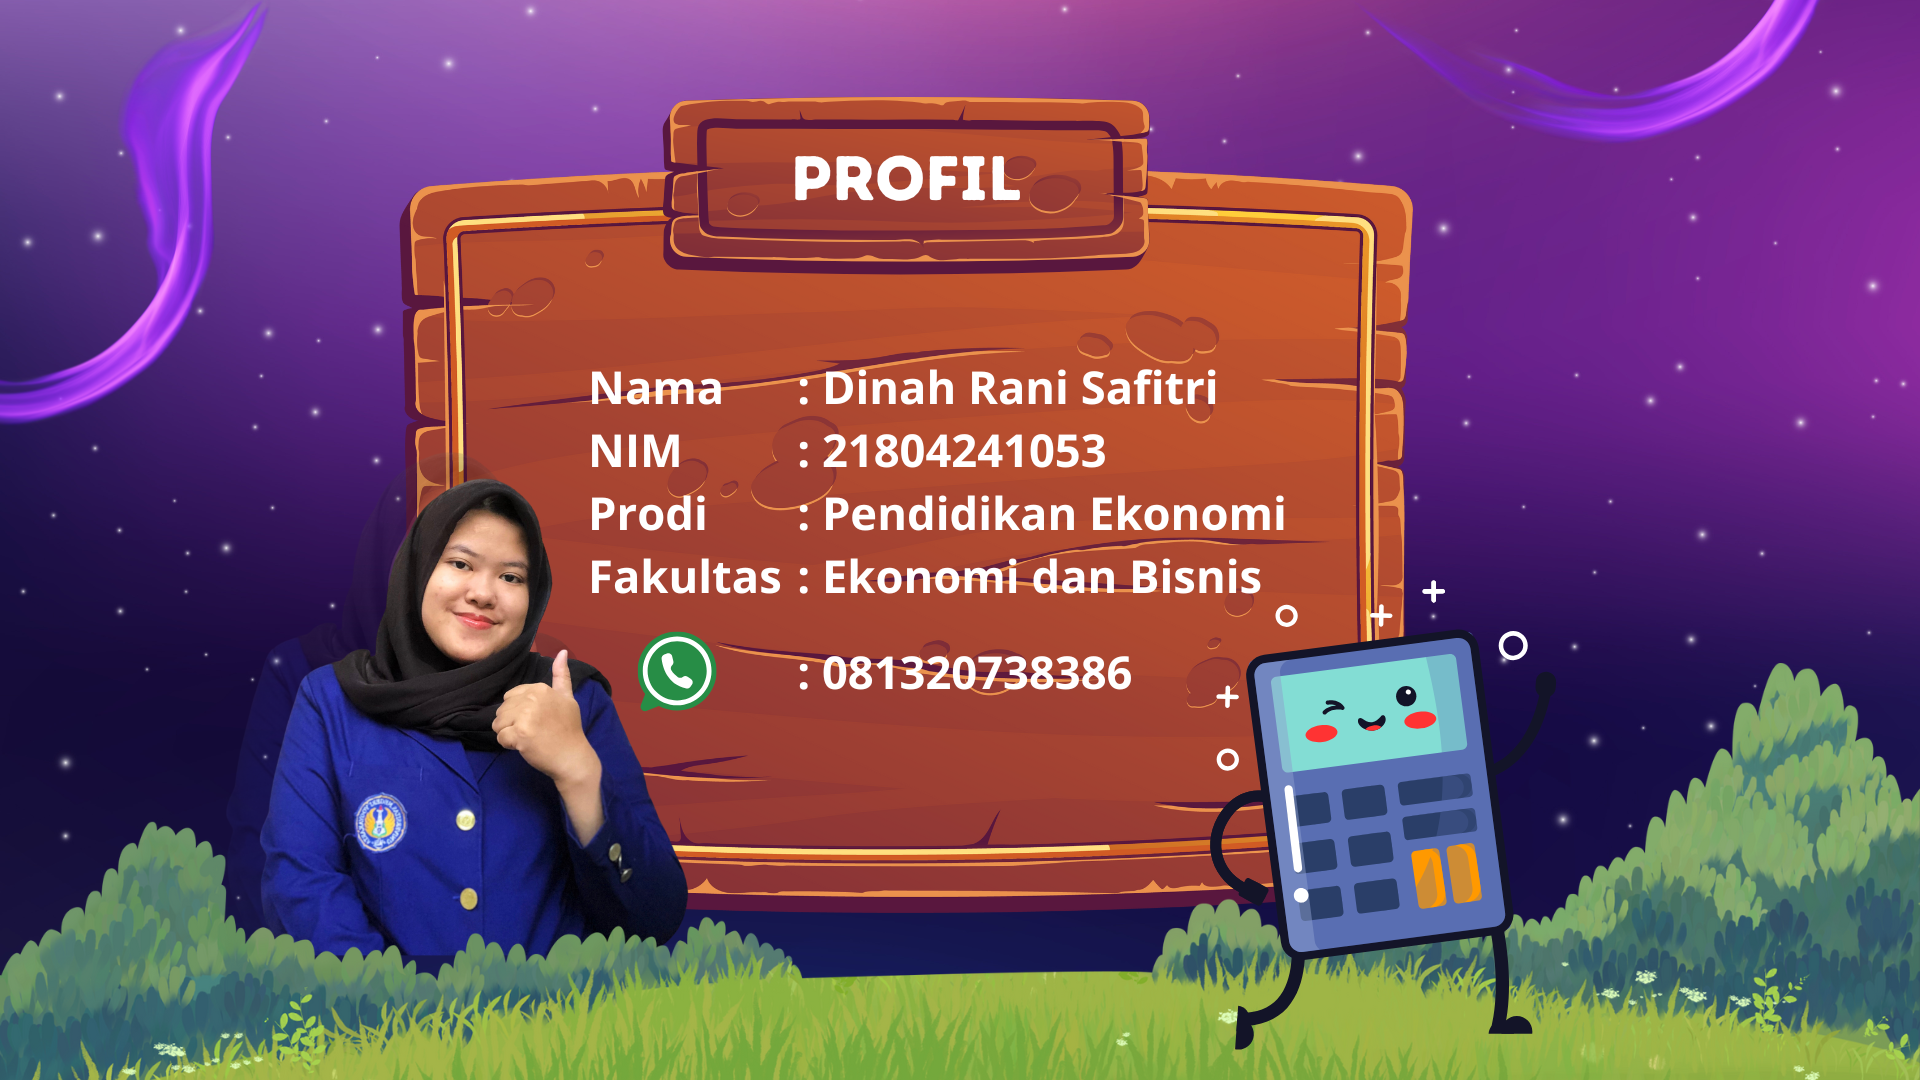 PROFIL
Nama : Dinah Rani Safitri
NIM : 21804241053
Prodi : Pendidikan Ekonomi
Fakultas : Ekonomi dan Bisnis
: 081320738386